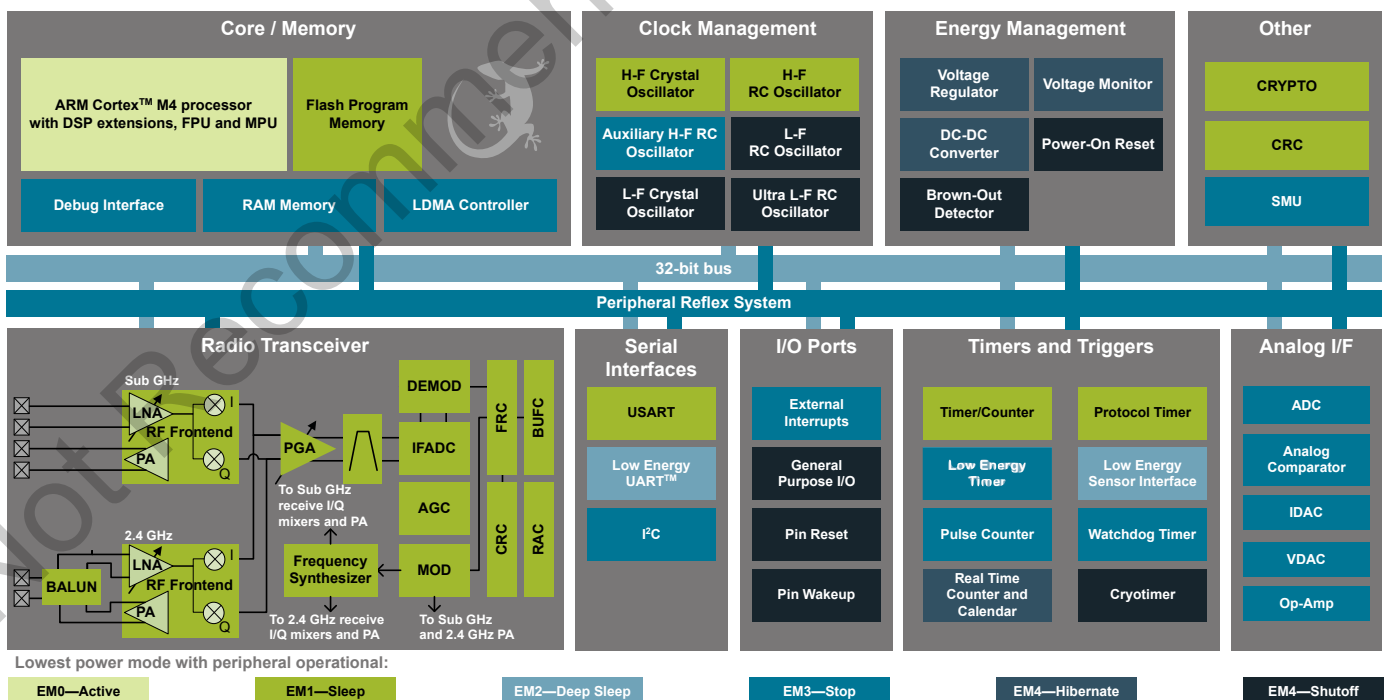 Core / Memory
ARM Cortex™ M4 processor
with DSP extensions, FPU and MPU
Flash Program
Memory
Debug Interface
RAM Memory
LDMA Controller
Clock Management
H-F Crystal
Oscillator
H-F
RC Oscillator
Auxiliary H-F RC
Oscillator
L-F
RC Oscillator
L-F Crystal
Oscillator
Ultra L-F RC
Oscillator
Energy Management
Voltage
Regulator
Voltage Monitor
DC-DC
Converter
Power-On Reset
Brown-Out
Detector
Other
CRYPTO
CRC
SMU
32-bit bus
Peripheral Reflex System
Radio Transceiver
Sub GHz
LNA
RF Frontend
PA
I
Q
2.4 GHz
BALUN
LNA
RF Frontend
PA
I
Q
PGA
To Sub GHz
receive I/Q
mixers and PA
Frequency
Synthesizer
To 2.4 GHz receive
I/Q mixers and PA
DEMOD
IFADC
AGC
MOD
To Sub GHz
and 2.4 GHz PA
FRC
BUFC
CRC
RAC
Serial
Interfaces
USART
Low Energy
UART™
I²C
I/O Ports
External
Interrupts
General
Purpose I/O
Pin Reset
Pin Wakeup
Timers and Triggers
Timer/Counter
Protocol Timer
Low Energy
Timer
Low Energy
Sensor Interface
Pulse Counter
Watchdog Timer
Real Time
Counter and
Calendar
Cryotimer
Analog I/F
ADC
Analog
Comparator
IDAC
VDAC
Op-Amp
Lowest power mode with peripheral operational:
EM0—Active
EM1—Sleep
EM2—Deep Sleep
EM3—Stop
EM4—Hibernate
EM4—Shutoff